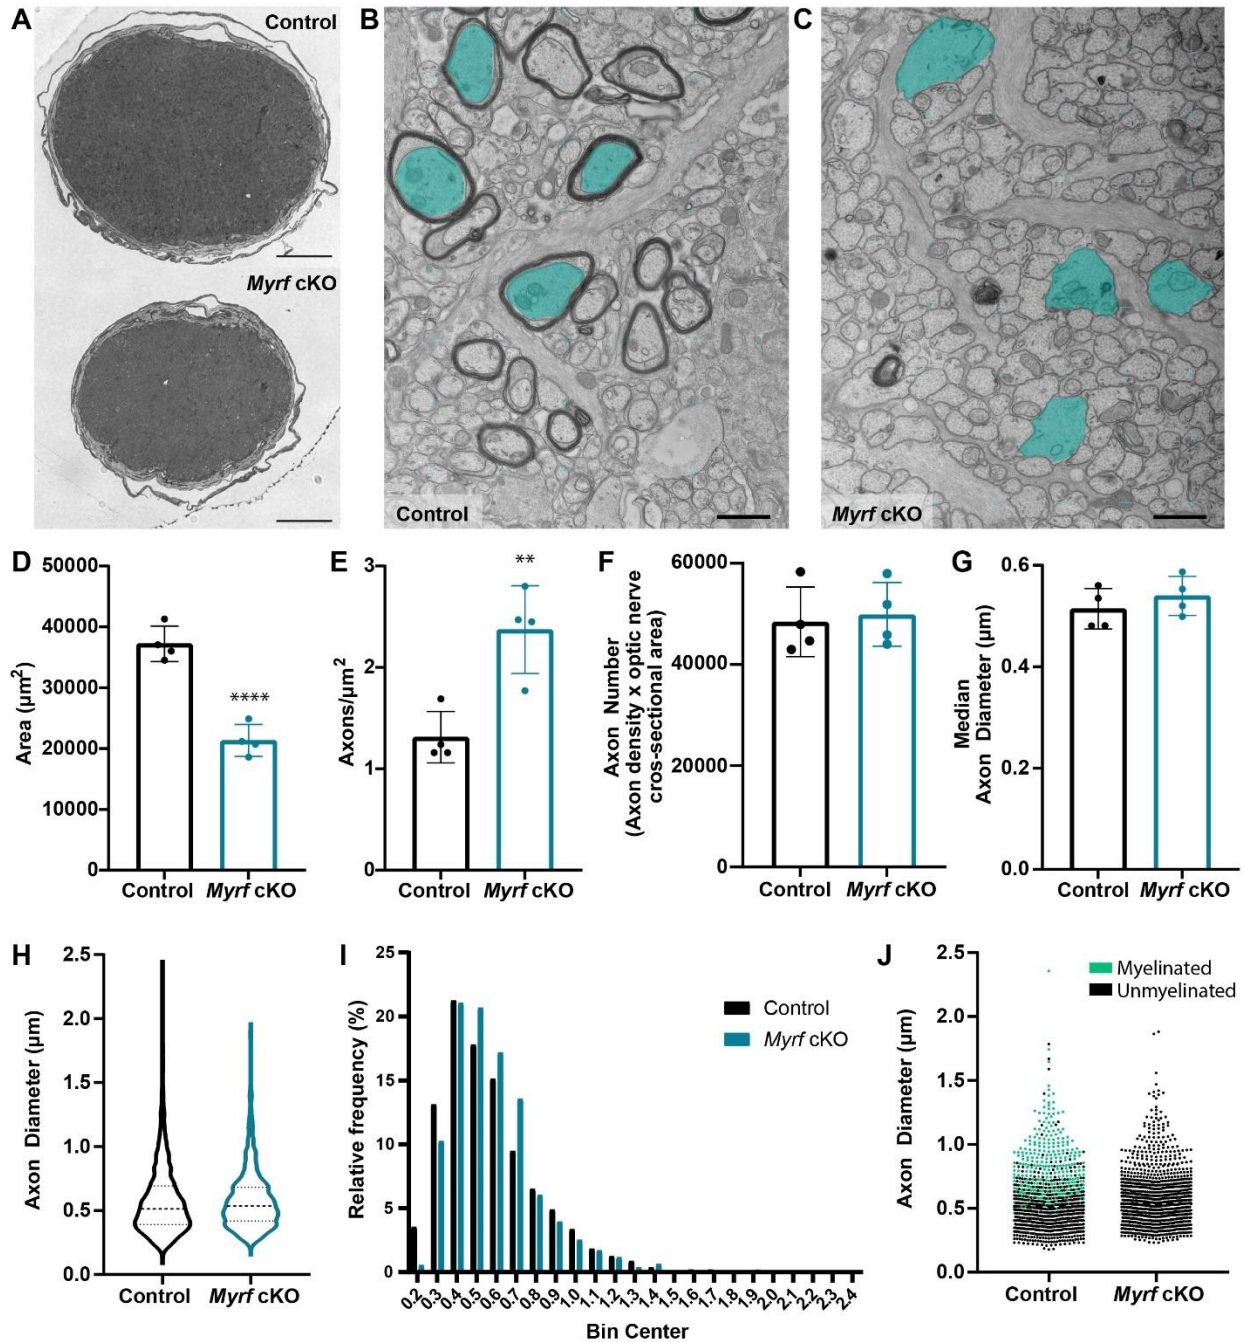 A
Control
Myrf cKO
B
Control
C
Myrf cKO
D
Area (µm²)
50000
40000
30000
20000
10000
0
****
Control
Myrf cKO
E
Axons/µm²
3
2
1
0
**
Control
Myrf cKO
F
Axon Number
(Axon density x optic nerve
cros-sectional area)
60000
40000
20000
0
Control
Myrf cKO
G
Median
Axon Diameter (µm)
0.6
0.4
0.2
0.0
Control
Myrf cKO
H
Axon Diameter (µm)
2.5
2.0
1.5
1.0
0.5
0.0
Control
Myrf cKO
I
Relative frequency (%)
25
20
15
10
5
0
Control
Myrf cKO
0.2 0.3 0.4 0.5 0.6 0.7 0.8 0.9 1.0 1.1 1.2 1.3 1.4 1.5 1.6 1.7 1.8 1.9 2.0 2.1 2.2 2.3 2.4
Bin Center
J
Axon Diameter (µm)
2.5
2.0
1.5
1.0
0.5
0.0
Myelinated
Unmyelinated
Control
Myrf cKO